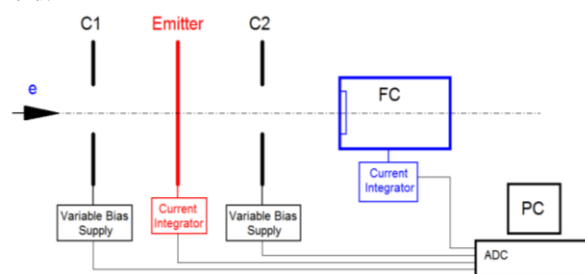 C1 Emitter C2
e
FC
Variable Bias
Supply
Current
Integrator
Variable Bias
Supply
Current
Integrator
PC
ADC